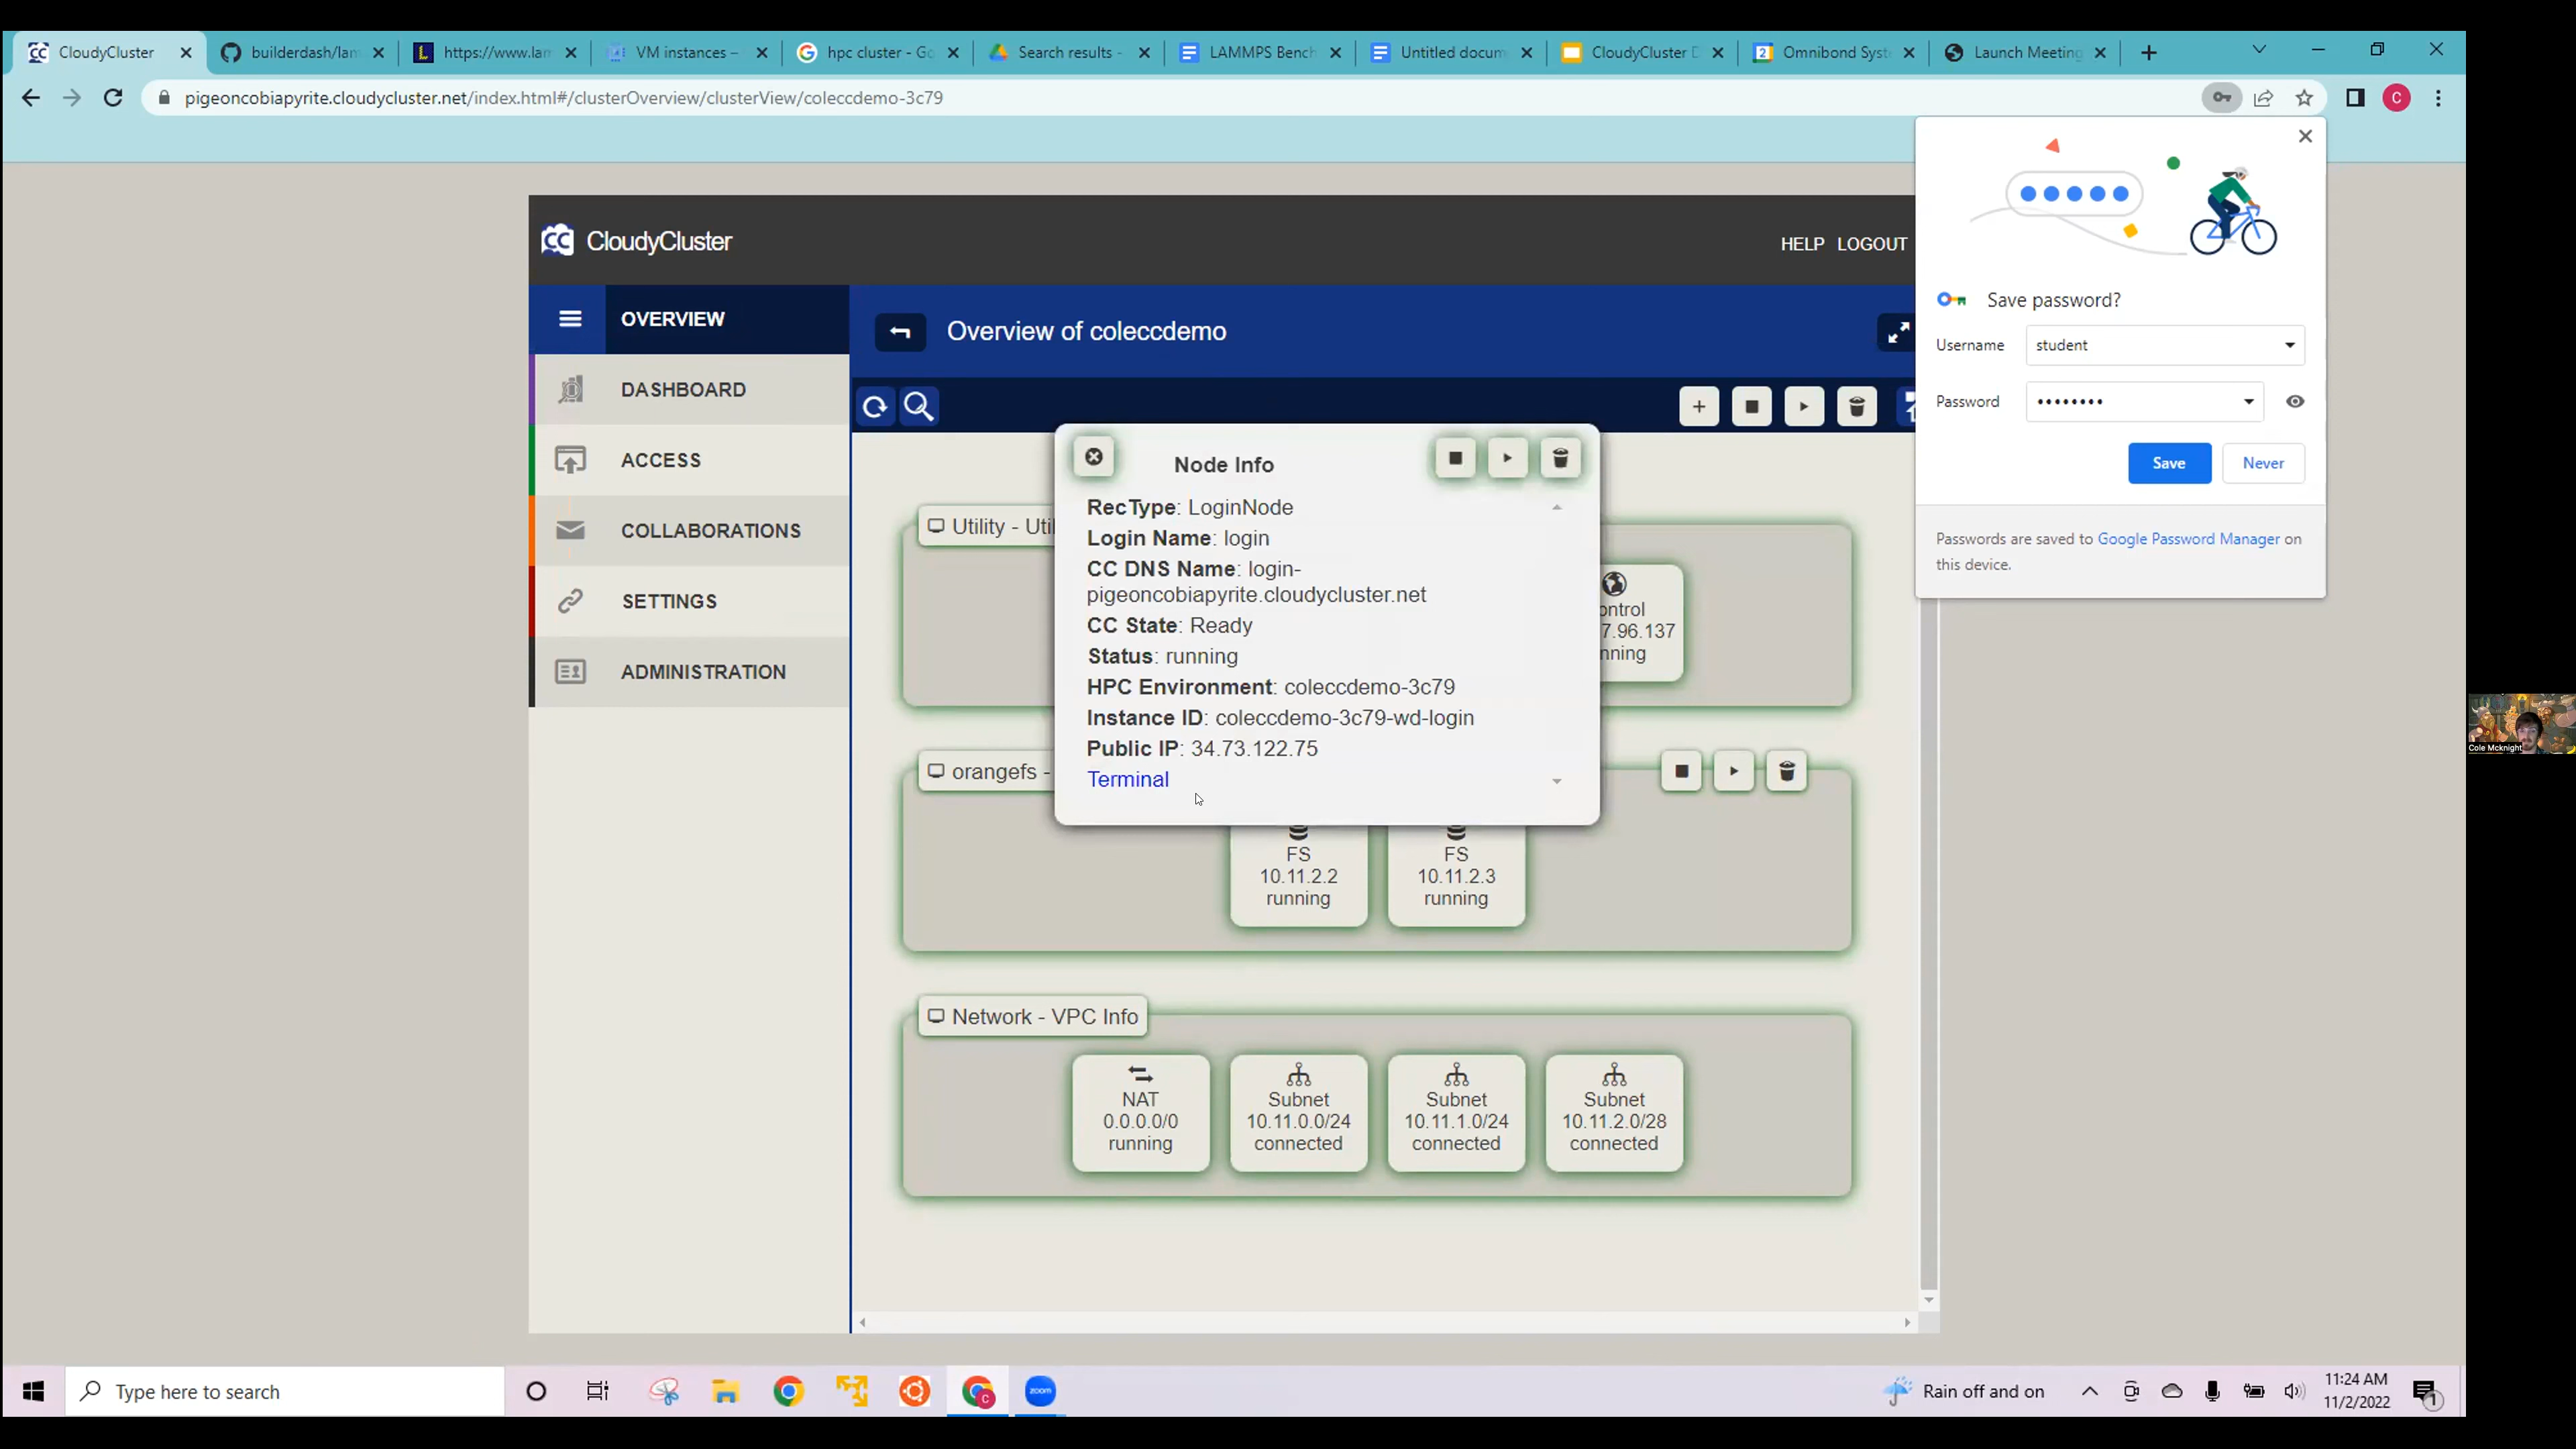 CloudyCluster
builderdash/lam
https://www.lam
VM instances –
hpc cluster - Go
Search results -
LAMMPS Bench
Untitled docum
CloudyCluster D
Omnibond Syst
Launch Meeting
pigeoncobiapyrite.cloudycluster.net/index.html#/clusterOverview/clusterView/coleccdemo-3c79
C
CC CloudyCluster
HELP LOGOUT
OVERVIEW
Overview of coleccdemo
DASHBOARD
ACCESS
COLLABORATIONS
SETTINGS
ADMINISTRATION
Save password?
Username student
Password ••••••••
Save Never
Passwords are saved to Google Password Manager on
this device.
Node Info
RecType: LoginNode
Login Name: login
CC DNS Name: login-
pigeoncobiapyrite.cloudycluster.net
CC State: Ready
Status: running
HPC Environment: coleccdemo-3c79
Instance ID: coleccdemo-3c79-wd-login
Public IP: 34.73.122.75
Terminal
Utility - Util
ontrol
7.96.137
nning
orangefs -
FS
10.11.2.2
running
FS
10.11.2.3
running
Network - VPC Info
NAT
0.0.0.0/0
running
Subnet
10.11.0.0/24
connected
Subnet
10.11.1.0/24
connected
Subnet
10.11.2.0/28
connected
Cole Mcknight
Type here to search
zoom
Rain off and on
11:24 AM
11/2/2022
1